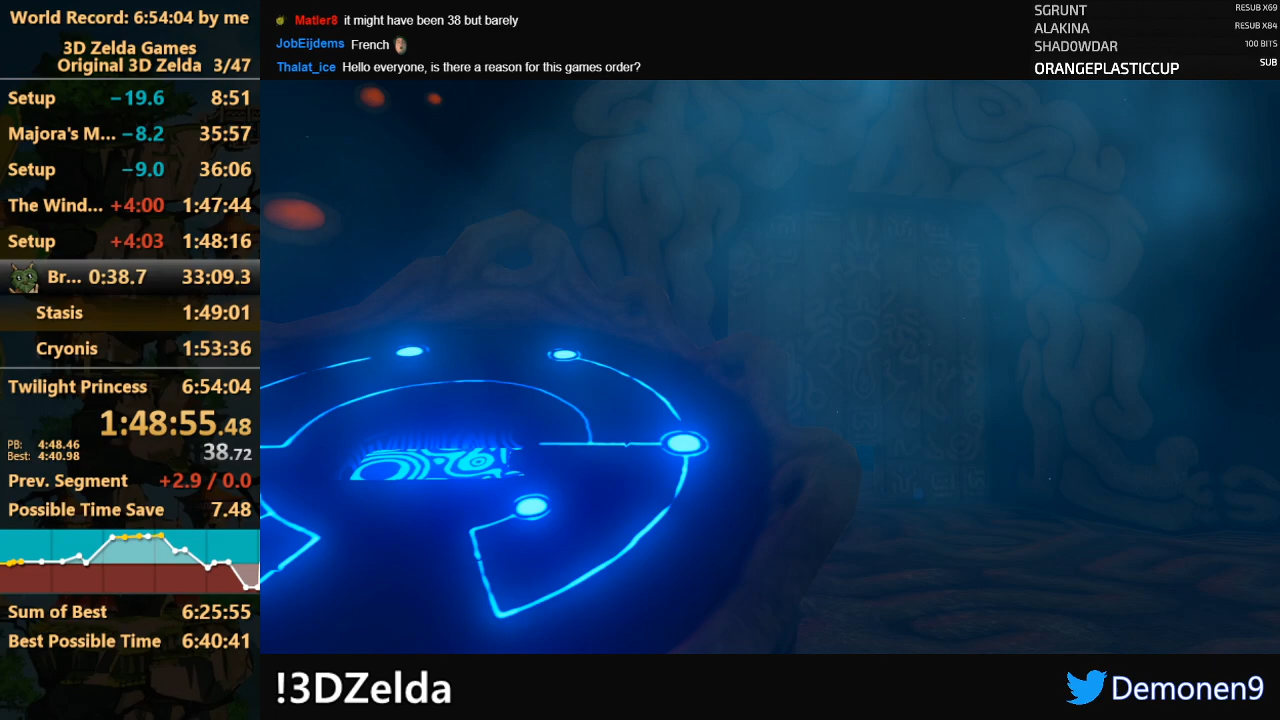 World Record: 6:54:04 by me
3D Zelda Games
Original 3D Zelda 3/47
Setup -19.6 8:51
Majora's M... -8.2 35:57
Setup -9.0 36:06
The Wind... +4:00 1:47:44
Setup +4:03 1:48:16
Br... 0:38.7 33:09.3
Stasis 1:49:01
Cryonis 1:53:36
Twilight Princess 6:54:04
1:48:55.48
PB: 4:48.46
Best: 4:40.98
38.72
Prev. Segment +2.9 / 0.0
Possible Time Save 7.48
Sum of Best 6:25:55
Best Possible Time 6:40:41
Matler8 it might have been 38 but barely
JobEijdems French
Thalat_ice Hello everyone, is there a reason for this games order?
SGRUNT RESUB X69
ALAKINA RESUB X84
SHADOWDAR 100 BITS
ORANGEPLASTICCUP SUB
!3DZelda
Demonen9